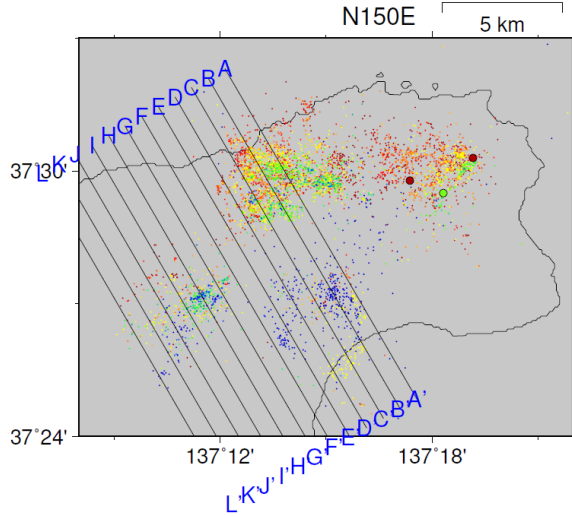 N150E
5 km
L K J I H G F E D C B A
37°30'
37°24'
L' K' J' I' H' G' F' E' D' C' B' A'
137°12'
137°18'